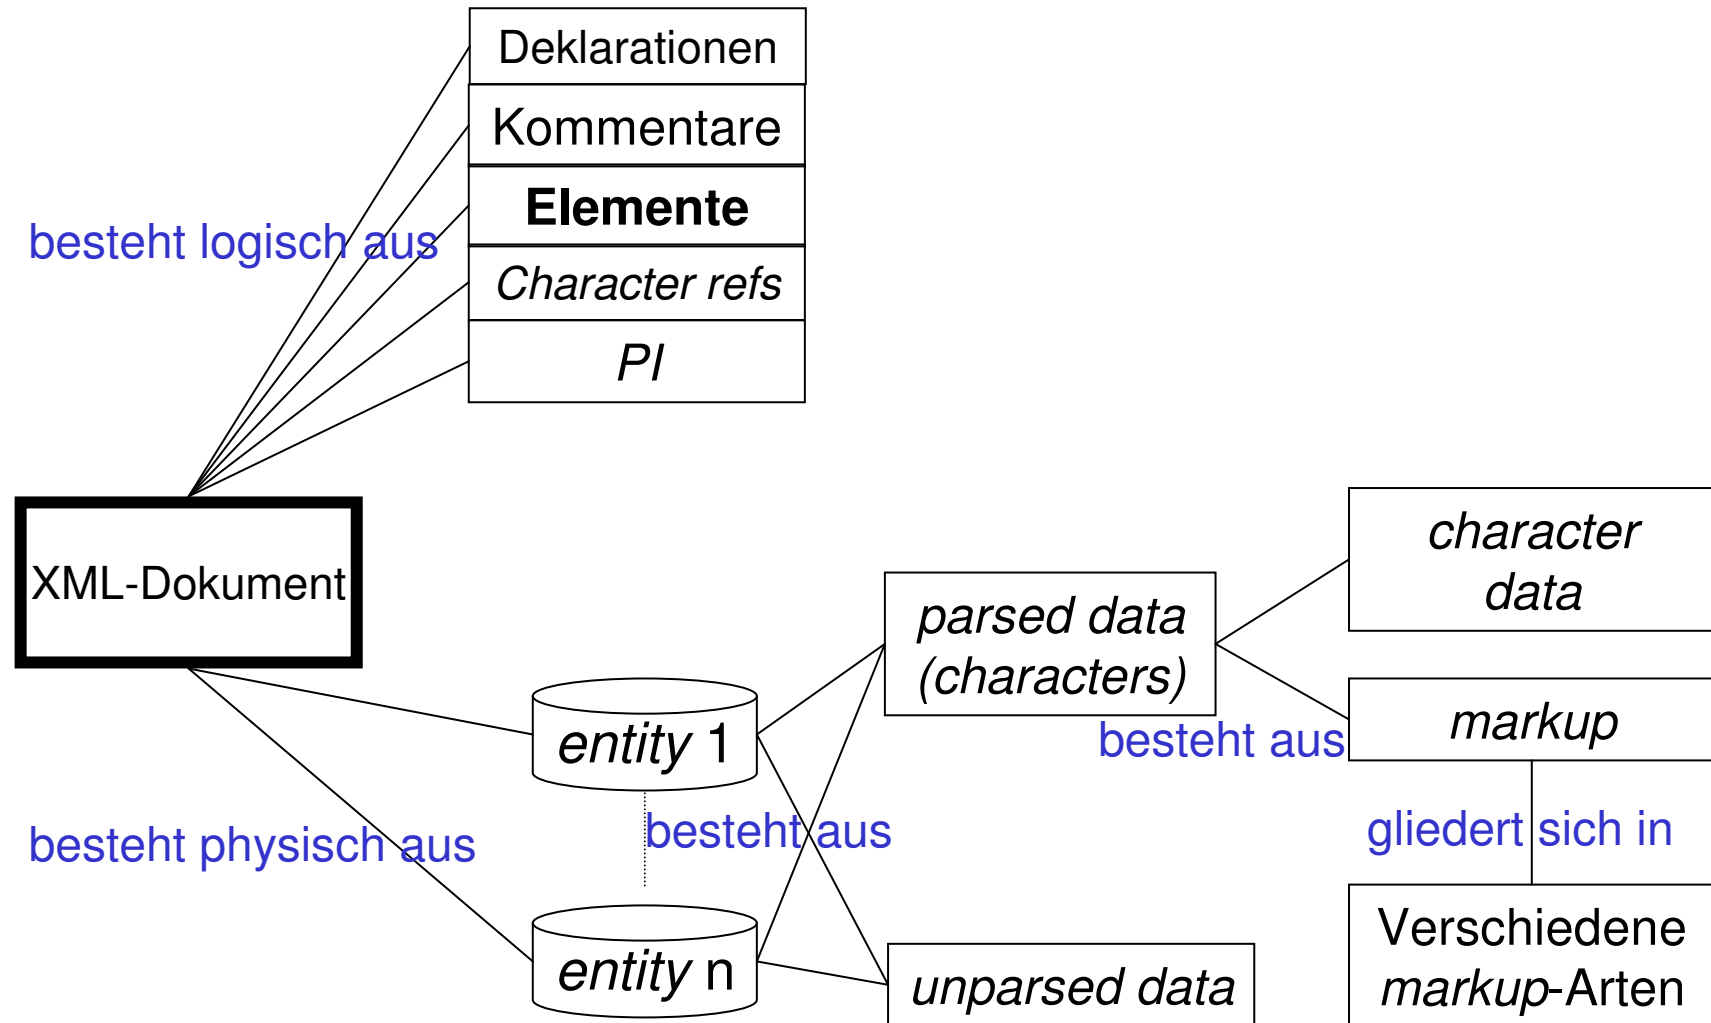 Deklarationen
Kommentare
Elemente
besteht logisch aus
Character refs
PI
XML-Dokument
character
data
parsed data
(characters)
markup
entity 1
besteht aus
besteht physisch aus
besteht aus
gliedert sich in
entity n
unparsed data
Verschiedene
markup-Arten